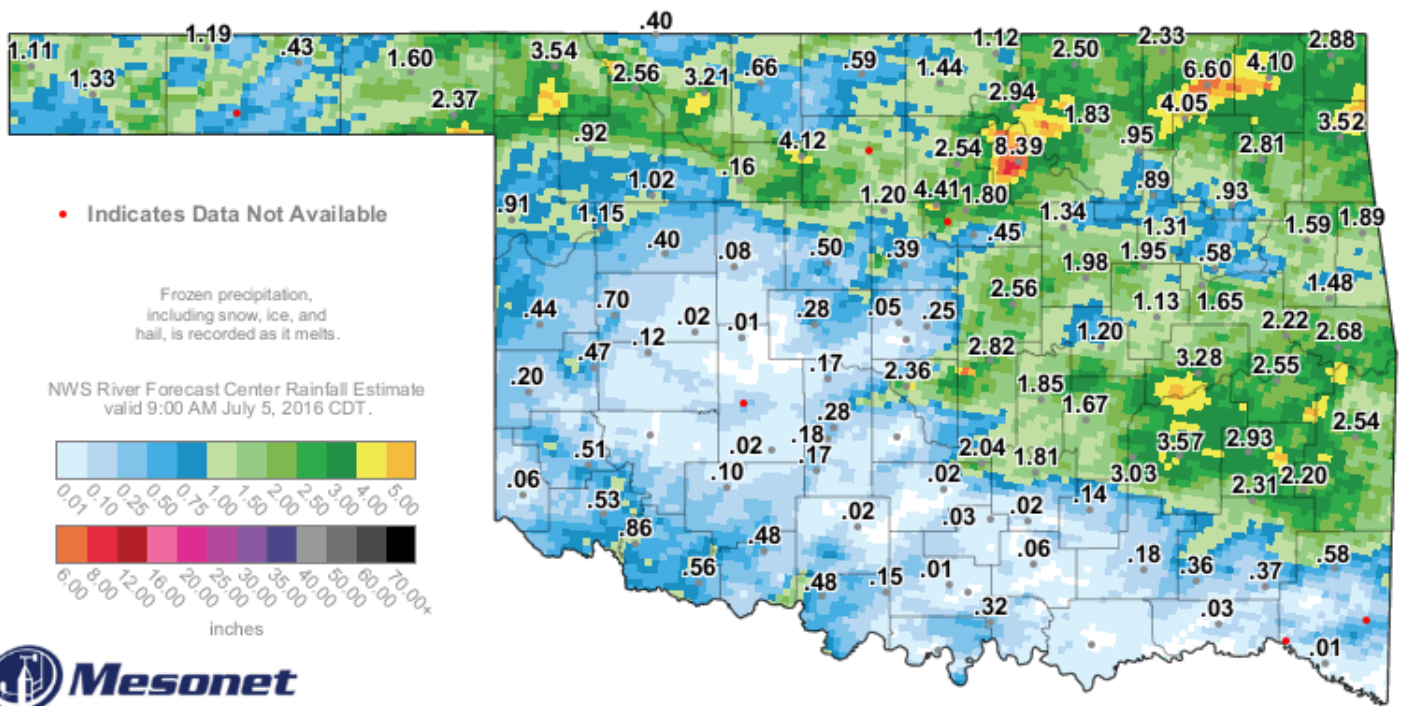 .40
1.11 1.19 .43 1.60 3.54 .66 .59 1.12 2.50 2.33 2.88
1.33 2.37 2.56 3.21 1.44 2.94 6.60 4.10
4.05 3.52
.92 4.12 1.83 .95 2.81
2.54 8.39
.16
1.02 1.20 4.41 1.80 .89 .93
.91 1.15 1.34 1.59 1.89
Indicates Data Not Available
.40 .08 .50 .39 .45 1.31 .58
1.98 1.95 1.48
Frozen precipitation,
including snow, ice, and
hail, is recorded as it melts.
.44 .70 .28 .05 .25 2.56 1.13 1.65
.12 .02 .01 1.20 2.22 2.68
.47 2.82 3.28 2.55
.20 .17 2.36 1.85
NWS River Forecast Center Rainfall Estimate
valid 9:00 AM July 5, 2016 CDT.
.28 1.67 2.54
.51 .02 .18 2.04 3.57 2.93
.17 1.81
.06 .10 .02 3.03 2.31 2.20
0.01 0.10 0.25 0.50 0.75 1.00 1.50 2.00 2.50 3.00 4.00 5.00
.53 .02 .03 .02 .14
.86 .48 .06 .18 .58
6.00 8.00 12.00 16.00 20.00 25.00 30.00 35.00 40.00 50.00 60.00 70.00+
.56 .48 .15 .01 .36 .37
inches
.32 .03
.01
Mesonet